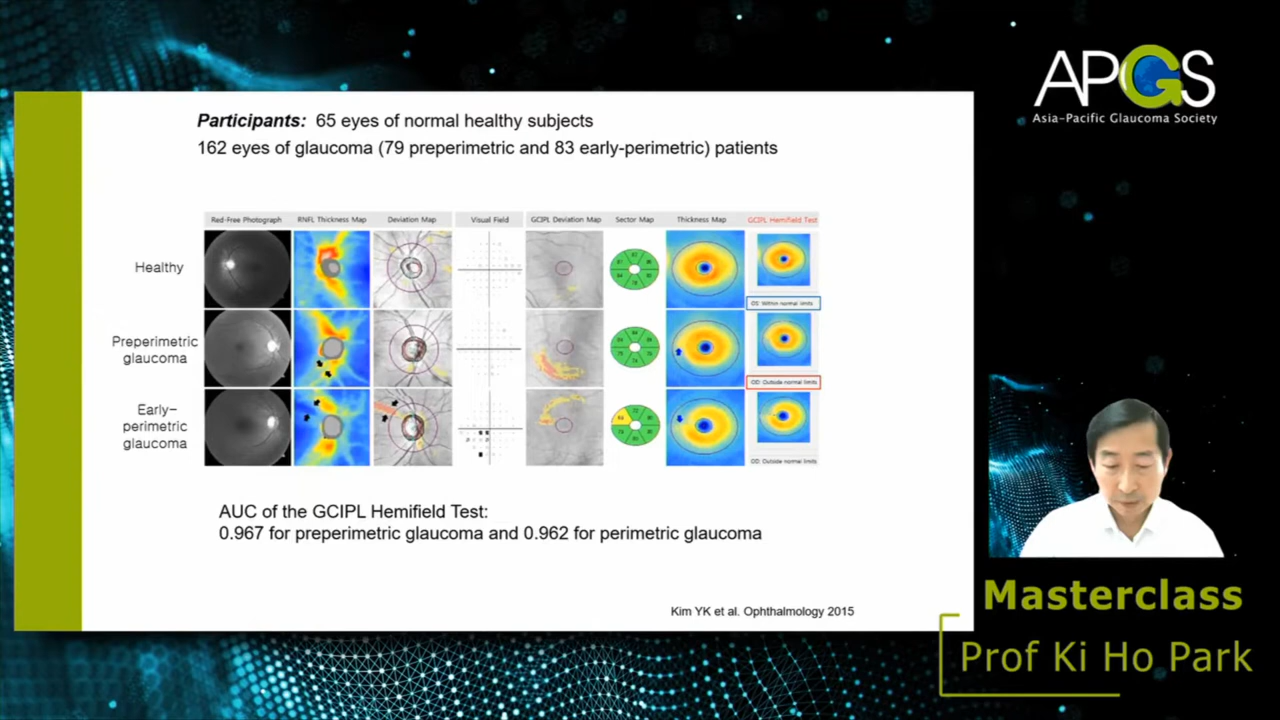 APGS
Asia-Pacific Glaucoma Society
Participants: 65 eyes of normal healthy subjects
162 eyes of glaucoma (79 preperimetric and 83 early-perimetric) patients
Red-Free Photograph RNFL Thickness Map Deviation Map Visual Field GCIPL Deviation Map Sector Map Thickness Map GCIPL Hemifield Test
Healthy
OS: Within normal limits
Preperimetric
glaucoma
OD: Outside normal limits
Early-
perimetric
glaucoma
OD: Outside normal limits
AUC of the GCIPL Hemifield Test:
0.967 for preperimetric glaucoma and 0.962 for perimetric glaucoma
Kim YK et al. Ophthalmology 2015
Masterclass
Prof Ki Ho Park